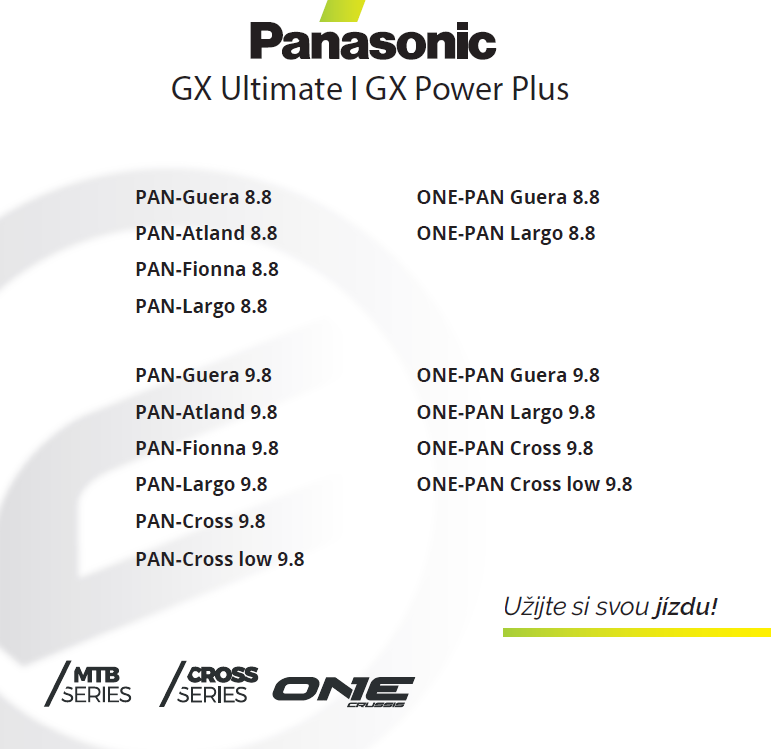 Panasonic
GX Ultimate I GX Power Plus
PAN-Guera 8.8
PAN-Atland 8.8
PAN-Fionna 8.8
PAN-Largo 8.8
ONE-PAN Guera 8.8
ONE-PAN Largo 8.8
PAN-Guera 9.8
PAN-Atland 9.8
PAN-Fionna 9.8
PAN-Largo 9.8
PAN-Cross 9.8
PAN-Cross low 9.8
ONE-PAN Guera 9.8
ONE-PAN Largo 9.8
ONE-PAN Cross 9.8
ONE-PAN Cross low 9.8
Užijte si svou jízdu!
MTB
SERIES
CROSS
SERIES
ONE
CRUSSIS